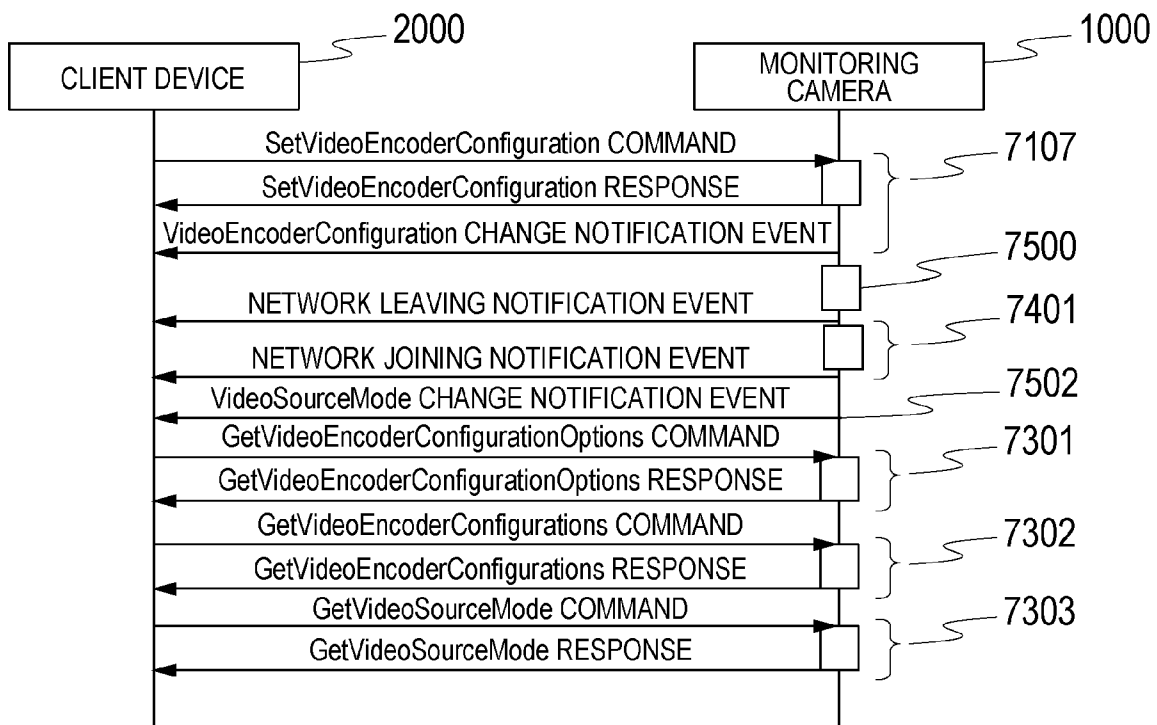 2000
1000
CLIENT DEVICE
MONITORING
CAMERA
SetVideoEncoderConfiguration COMMAND
7107
SetVideoEncoderConfiguration RESPONSE
VideoEncoderConfiguration CHANGE NOTIFICATION EVENT
7500
NETWORK LEAVING NOTIFICATION EVENT
7401
NETWORK JOINING NOTIFICATION EVENT
7502
VideoSourceMode CHANGE NOTIFICATION EVENT
GetVideoEncoderConfigurationOptions COMMAND
7301
GetVideoEncoderConfigurationOptions RESPONSE
GetVideoEncoderConfigurations COMMAND
7302
GetVideoEncoderConfigurations RESPONSE
GetVideoSourceMode COMMAND
7303
GetVideoSourceMode RESPONSE